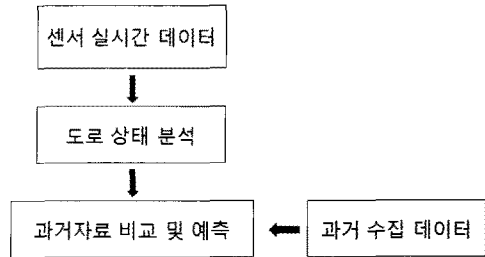 센서 실시간 데이터
도로 상태 분석
과거자료 비교 및 예측
과거 수집 데이터